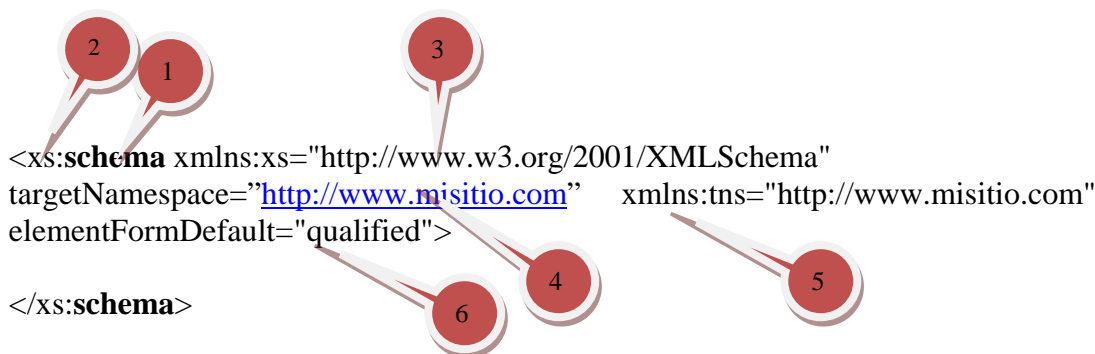 2
1
3
<xs:schema xmlns:xs="http://www.w3.org/2001/XMLSchema"
targetNamespace=”http://www.misitio.com” xmlns:tns="http://www.misitio.com"
elementFormDefault="qualified">
4
5
</xs:schema>
6